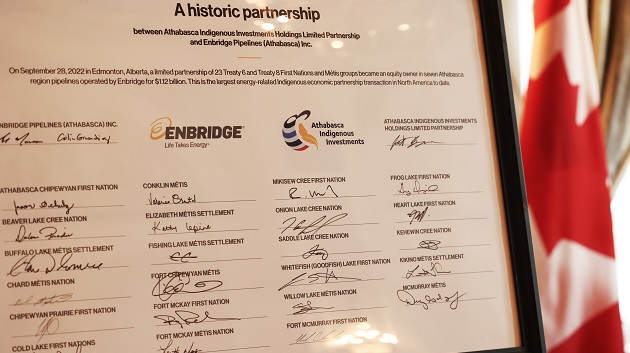 A historic partnership
between Athabasca Indigenous Investments Holdings Limited Partnership
and Enbridge Pipelines (Athabasca) Inc.
On September 28, 2022 in Edmonton, Alberta, a limited partnership of 23 Treaty 6 and Treaty 8 First Nations and Métis groups became an equity owner in seven Athabasca
region pipelines operated by Enbridge for $1.12 billion. This is the largest energy-related Indigenous economic partnership transaction in North America to date.
ENBRIDGE PIPELINES (ATHABASCA) INC.
ENBRIDGE
Life Takes Energy
Athabasca
Indigenous
Investments
ATHABASCA INDIGENOUS INVESTMENTS
HOLDINGS LIMITED PARTNERSHIP
ATHABASCA CHIPEWYAN FIRST NATION
BEAVER LAKE CREE NATION
BUFFALO LAKE MÉTIS SETTLEMENT
CHARD MÉTIS NATION
CHIPEWYAN PRAIRIE FIRST NATION
COLD LAKE FIRST NATIONS
CONKLIN MÉTIS
ELIZABETH MÉTIS SETTLEMENT
FISHING LAKE MÉTIS SETTLEMENT
FORT CHIPEWYAN MÉTIS
FORT MCKAY FIRST NATION
FORT MCKAY MÉTIS NATION
MIKISEW CREE FIRST NATION
ONION LAKE CREE NATION
SADDLE LAKE CREE NATION
WHITEFISH (GOODFISH) LAKE FIRST NATION
WILLOW LAKE MÉTIS NATION
FORT MCMURRAY FIRST NATION
FROG LAKE FIRST NATION
HEART LAKE FIRST NATION
KEHEWIN CREE NATION
KIKINO MÉTIS SETTLEMENT
MCMURRAY MÉTIS